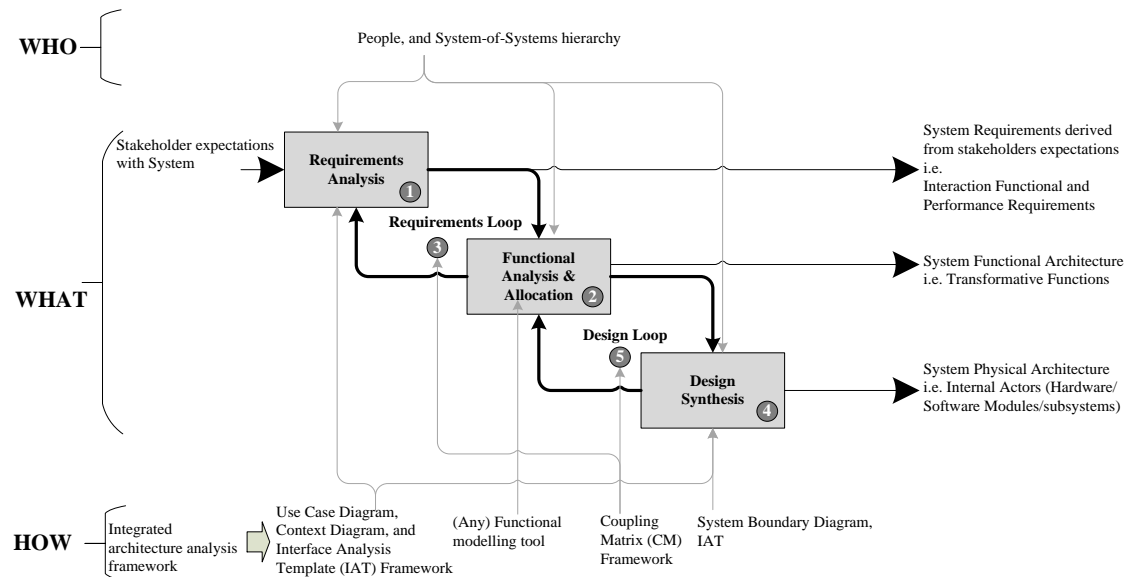 WHO
People, and System-of-Systems hierarchy
WHAT
Stakeholder expectations
with System
Requirements
Analysis
1
System Requirements derived
from stakeholders expectations
i.e.
Interaction Functional and
Performance Requirements
Requirements Loop
3
Functional
Analysis &
Allocation
2
System Functional Architecture
i.e. Transformative Functions
Design Loop
5
Design
Synthesis
4
System Physical Architecture
i.e. Internal Actors (Hardware/
Software Modules/subsystems)
HOW
Integrated
architecture analysis
framework
Use Case Diagram,
Context Diagram, and
Interface Analysis
Template (IAT) Framework
(Any) Functional
modelling tool
Coupling
Matrix (CM)
Framework
System Boundary Diagram,
IAT